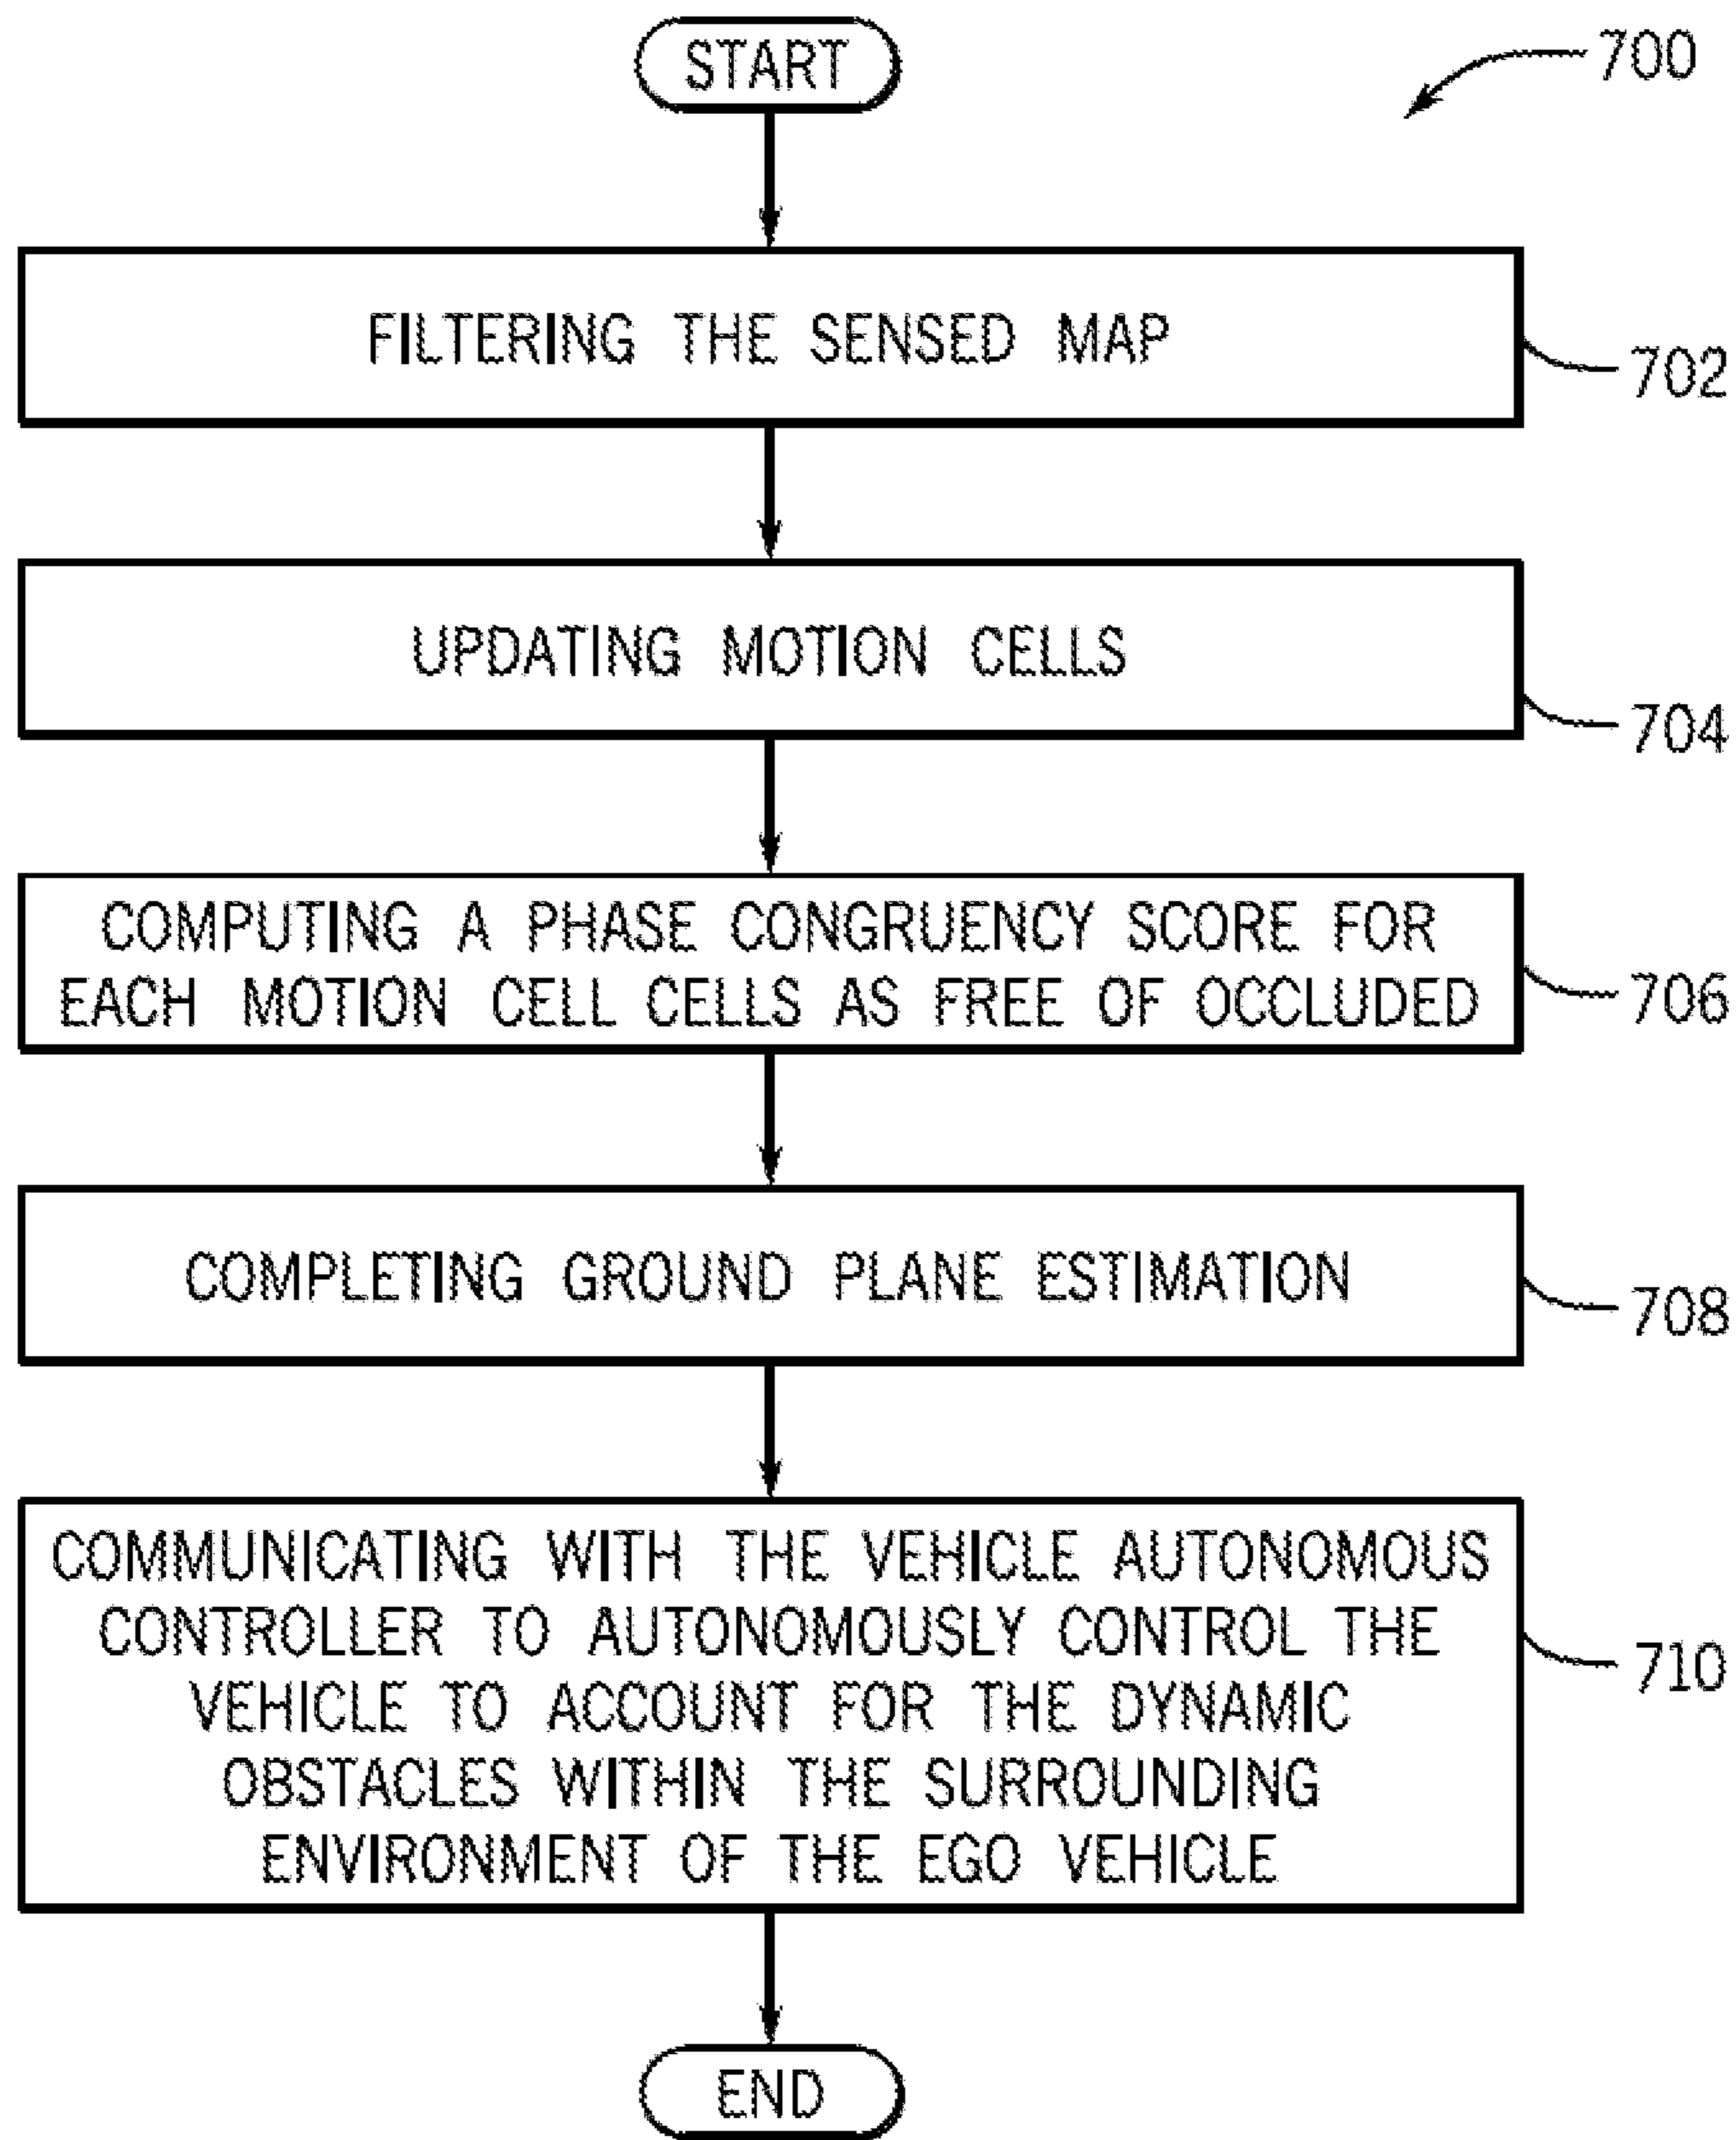 START
700
FILTERING THE SENSED MAP
702
UPDATING MOTION CELLS
704
COMPUTING A PHASE CONGRUENCY SCORE FOR
EACH MOTION CELL CELLS AS FREE OF OCCLUDED
706
COMPLETING GROUND PLANE ESTIMATION
708
COMMUNICATING WITH THE VEHICLE AUTONOMOUS
CONTROLLER TO AUTONOMOUSLY CONTROL THE
VEHICLE TO ACCOUNT FOR THE DYNAMIC
OBSTACLES WITHIN THE SURROUNDING
ENVIRONMENT OF THE EGO VEHICLE
710
END